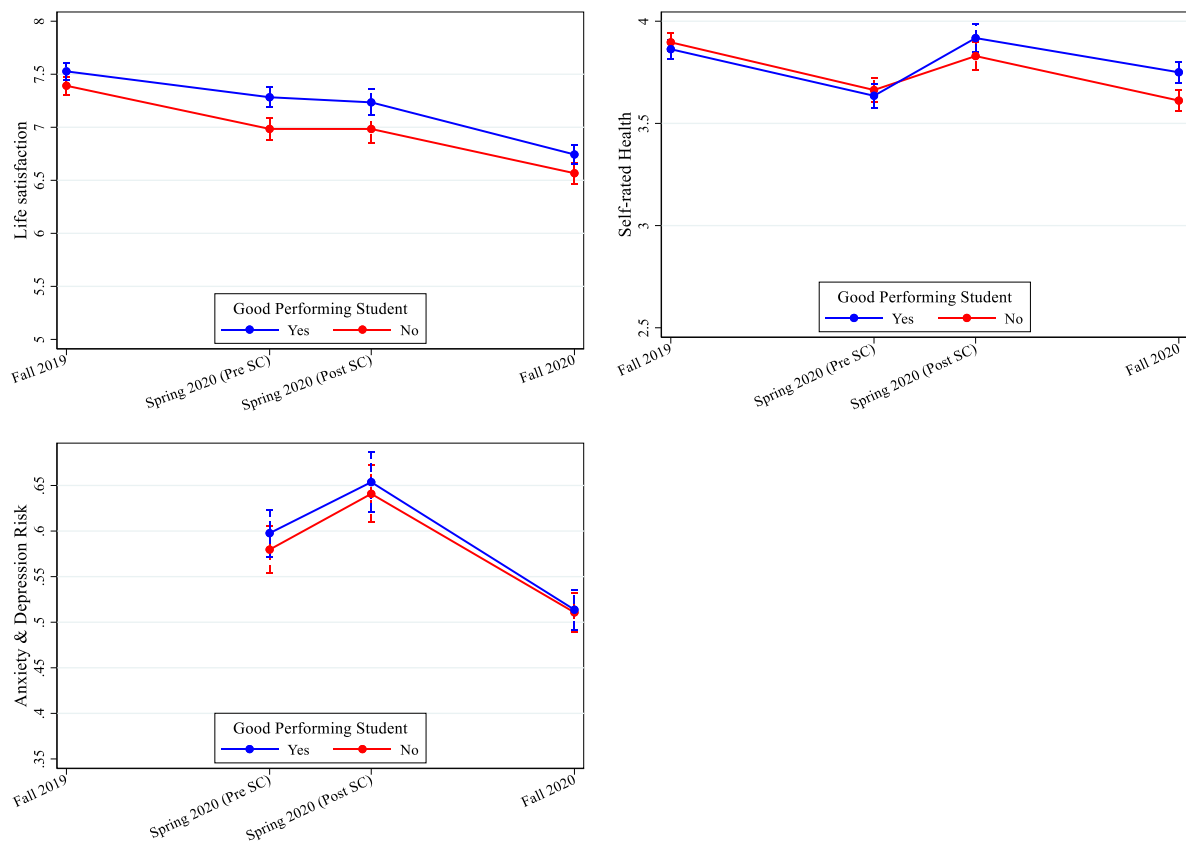 Life satisfaction
8
7.5
7
6.5
6
5.5
5
Good Performing Student
Yes No
Fall 2019
Spring 2020 (Pre SC)
Spring 2020 (Post SC)
Fall 2020
Self-rated Health
4
3.5
3
2.5
Good Performing Student
Yes No
Fall 2019
Spring 2020 (Pre SC)
Spring 2020 (Post SC)
Fall 2020
Anxiety & Depression Risk
.65
.6
.55
.5
.45
.4
.35
Good Performing Student
Yes No
Fall 2019
Spring 2020 (Pre SC)
Spring 2020 (Post SC)
Fall 2020